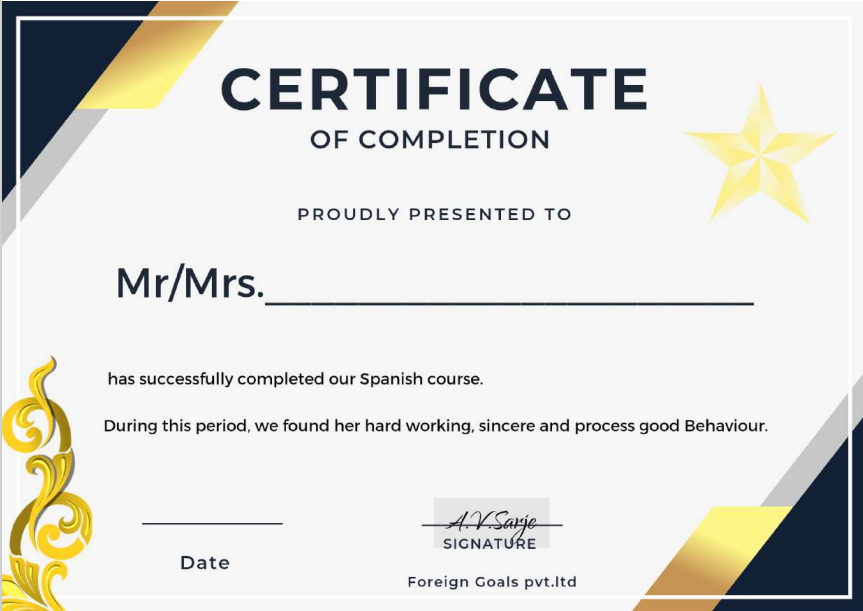 CERTIFICATE
OF COMPLETION
PROUDLY PRESENTED TO
Mr/Mrs.
has successfully completed our Spanish course.
During this period, we found her hard working, sincere and process good Behaviour.
A.V.Sarje
SIGNATURE
Date
Foreign Goals pvt.ltd